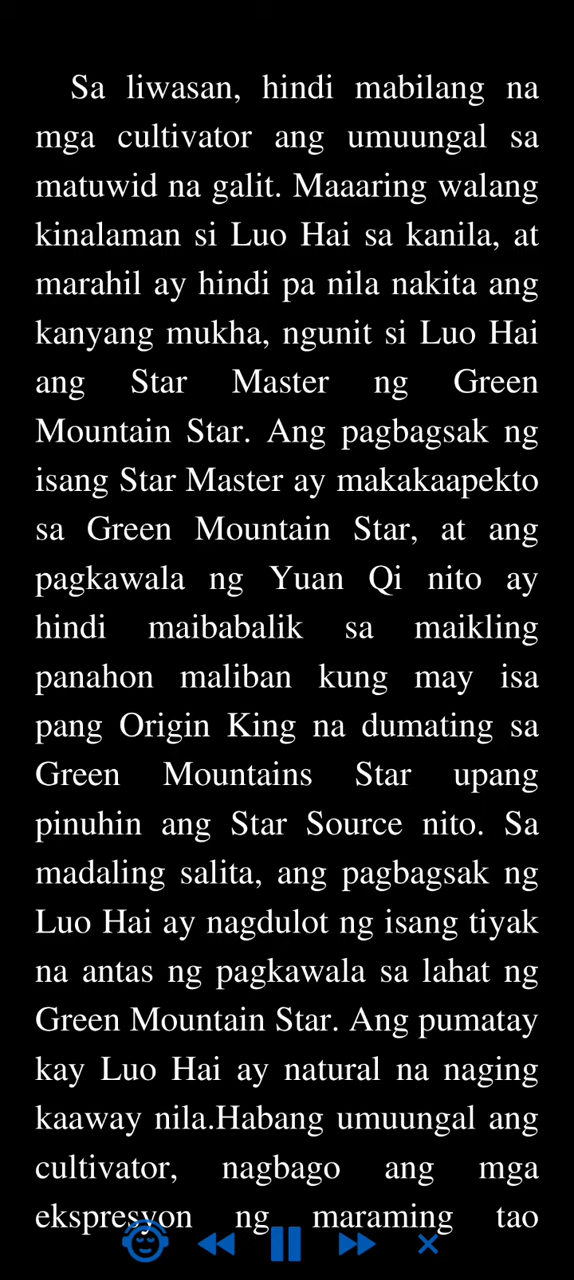 Sa liwasan, hindi mabilang na
mga cultivator ang umuungal sa
matuwid na galit. Maaaring walang
kinalaman si Luo Hai sa kanila, at
marahil ay hindi pa nila nakita ang
kanyang mukha, ngunit si Luo Hai
ang Star Master ng Green
Mountain Star. Ang pagbagsak ng
isang Star Master ay makakaapekto
sa Green Mountain Star, at ang
pagkawala ng Yuan Qi nito ay
hindi maibabalik sa maikling
panahon maliban kung may isa
pang Origin King na dumating sa
Green Mountains Star upang
pinuhin ang Star Source nito. Sa
madaling salita, ang pagbagsak ng
Luo Hai ay nagdulot ng isang tiyak
na antas ng pagkawala sa lahat ng
Green Mountain Star. Ang pumatay
kay Luo Hai ay natural na naging
kaaway nila.Habang umuungal ang
cultivator, nagbago ang mga
ekspresyon ng maraming tao